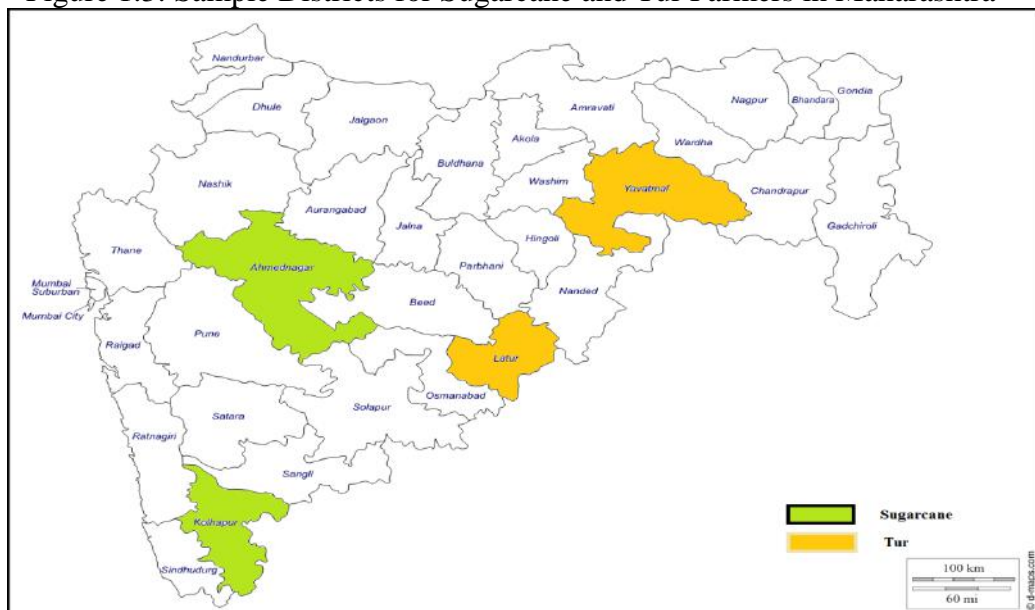 Figure 1.3: Sample Districts for Sugarcane and Tur Farmers in Maharashtra
Nandurbar
Dhule
Jalgaon
Amravati
Nagpur
Bhandara
Gondia
Akola
Wardha
Buldhana
Nashik
Washim
Yavatmal
Chandrapur
Aurangabad
Jalna
Hingoli
Gadchiroli
Thane
Ahmednagar
Parbhani
Mumbai
Suburban
Beed
Nanded
Mumbai City
Pune
Raigad
Latur
Osmanabad
Solapur
Satara
Ratnagiri
Sangli
Kolhapur
Sugarcane
Tur
Sindhudurg
100 km
60 mi